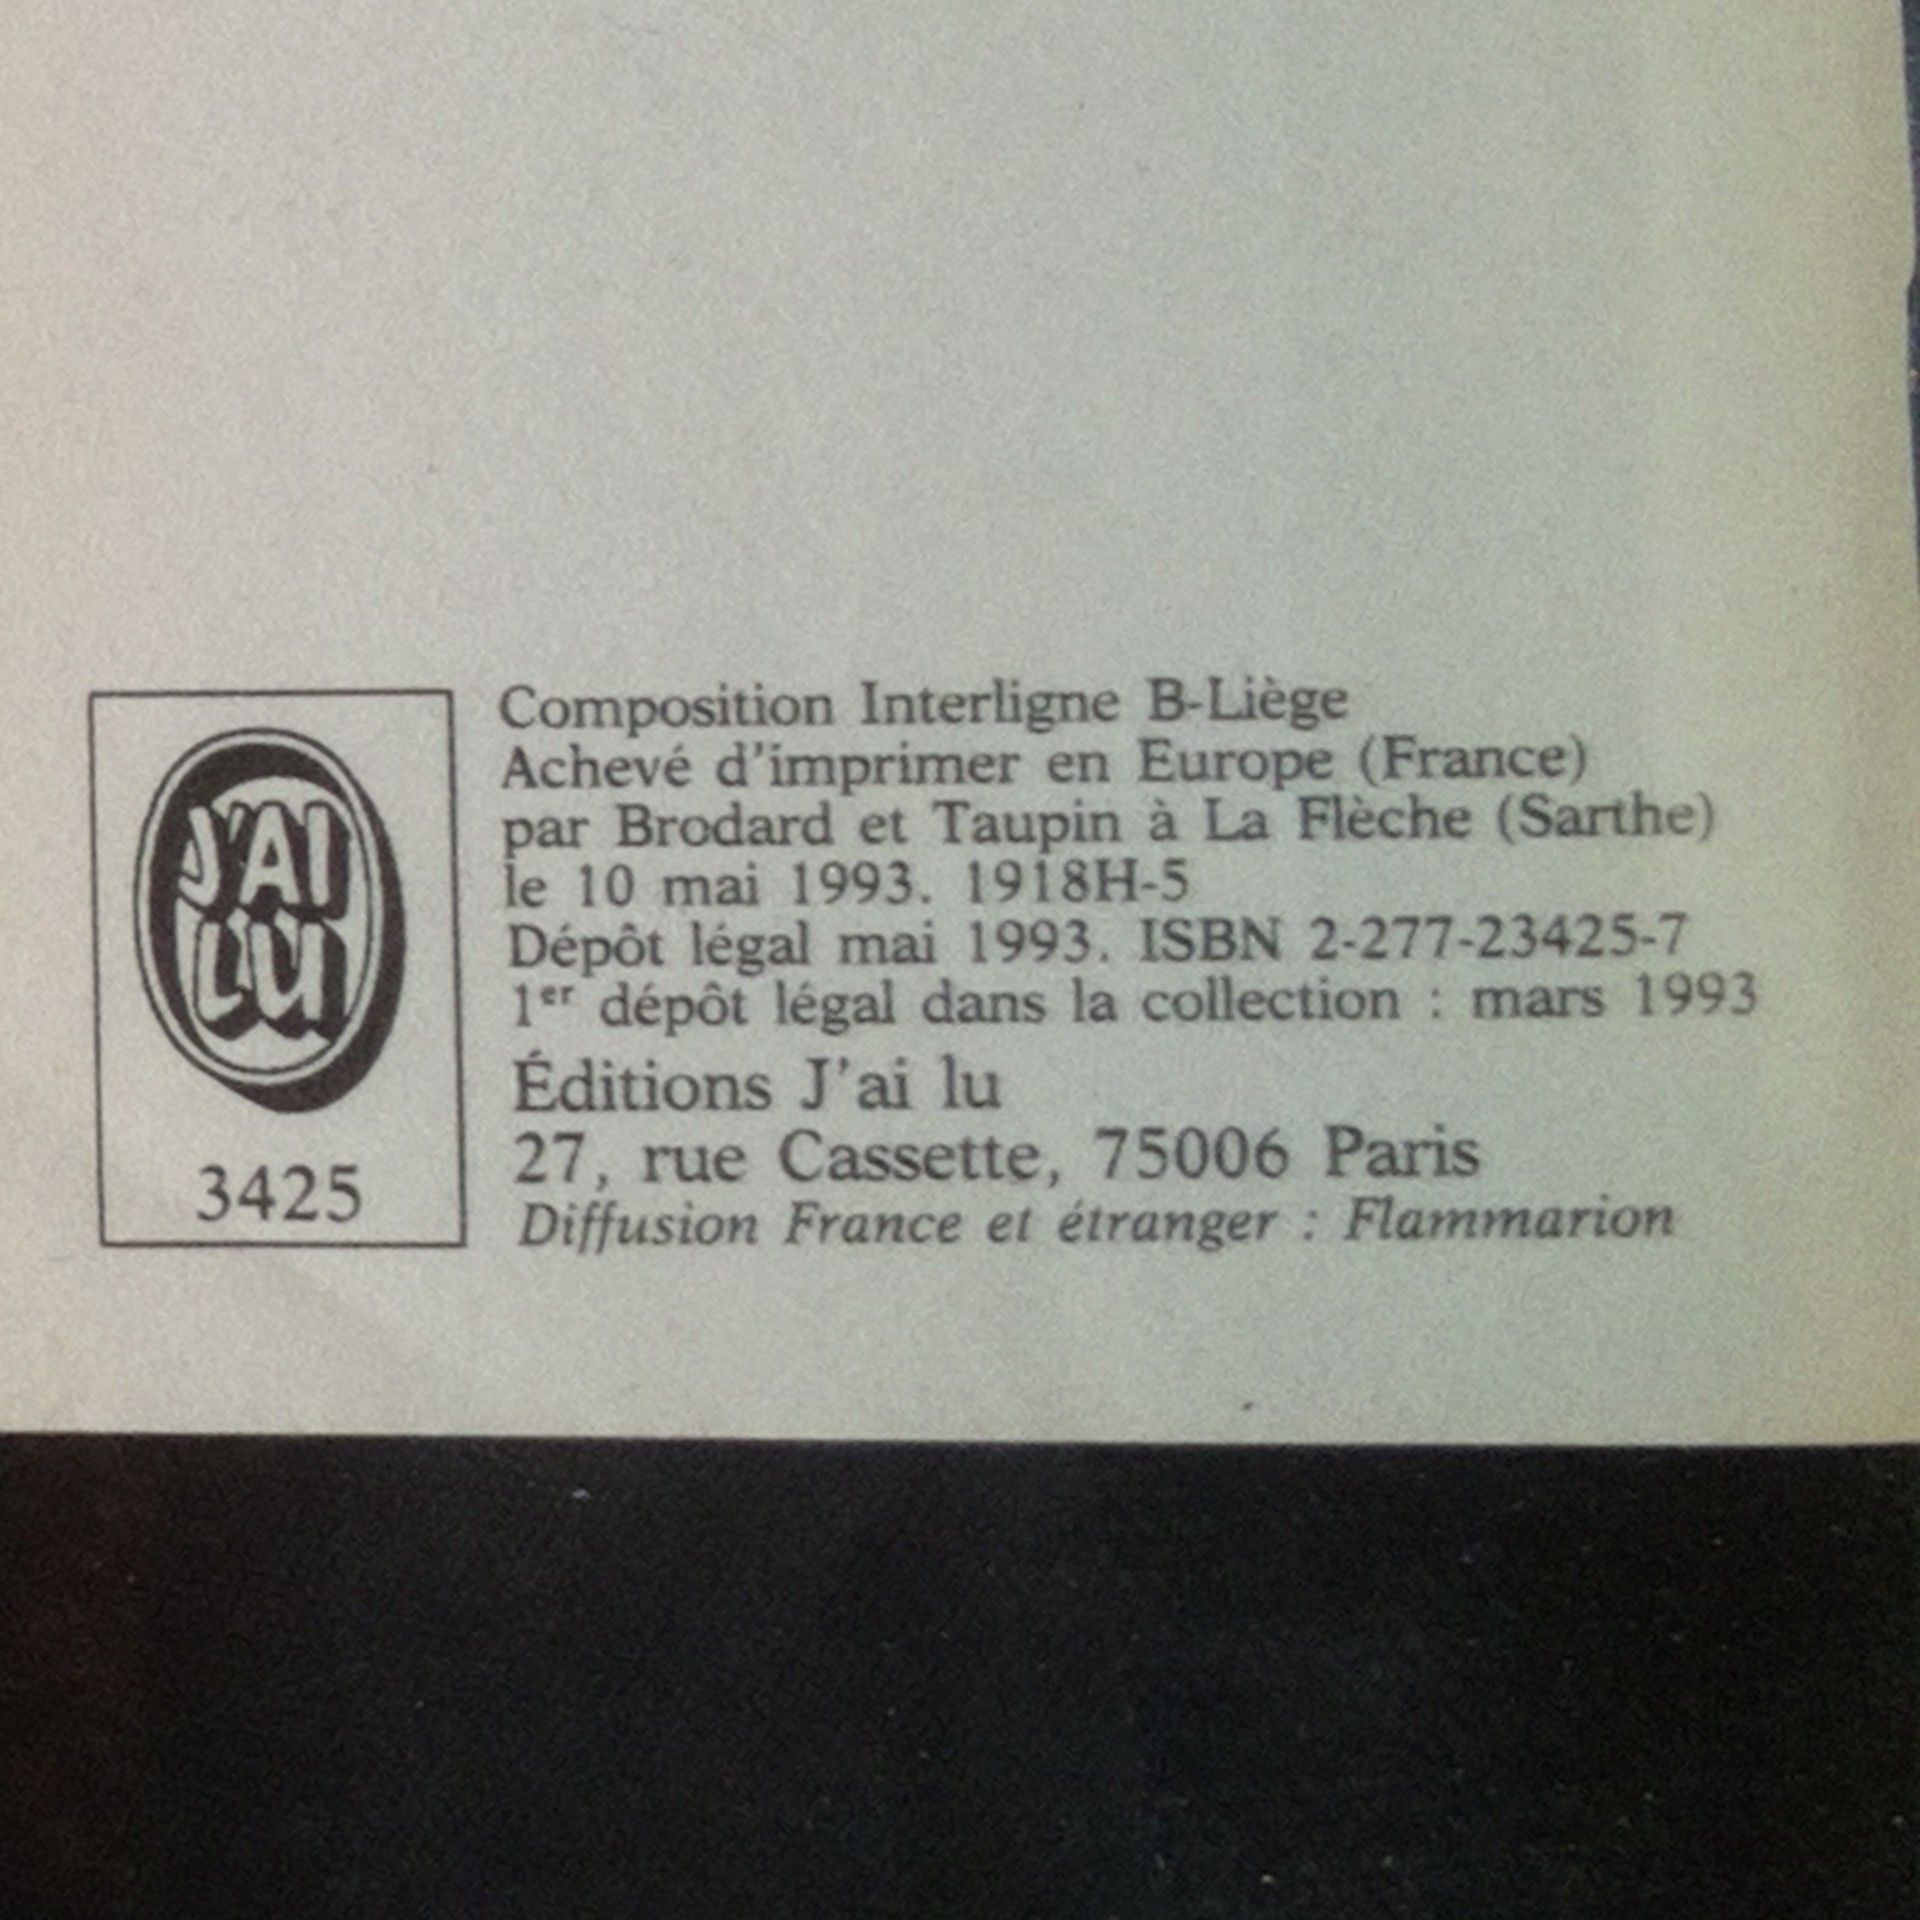 J'AI
LU
3425
Composition Interligne B-Liège
Achevé d'imprimer en Europe (France)
par Brodard et Taupin à La Flèche (Sarthe)
le 10 mai 1993. 1918H-5
Dépôt légal mai 1993. ISBN 2-277-23425-7
1er dépôt légal dans la collection : mars 1993
Éditions J'ai lu
27, rue Cassette, 75006 Paris
Diffusion France et étranger : Flammarion